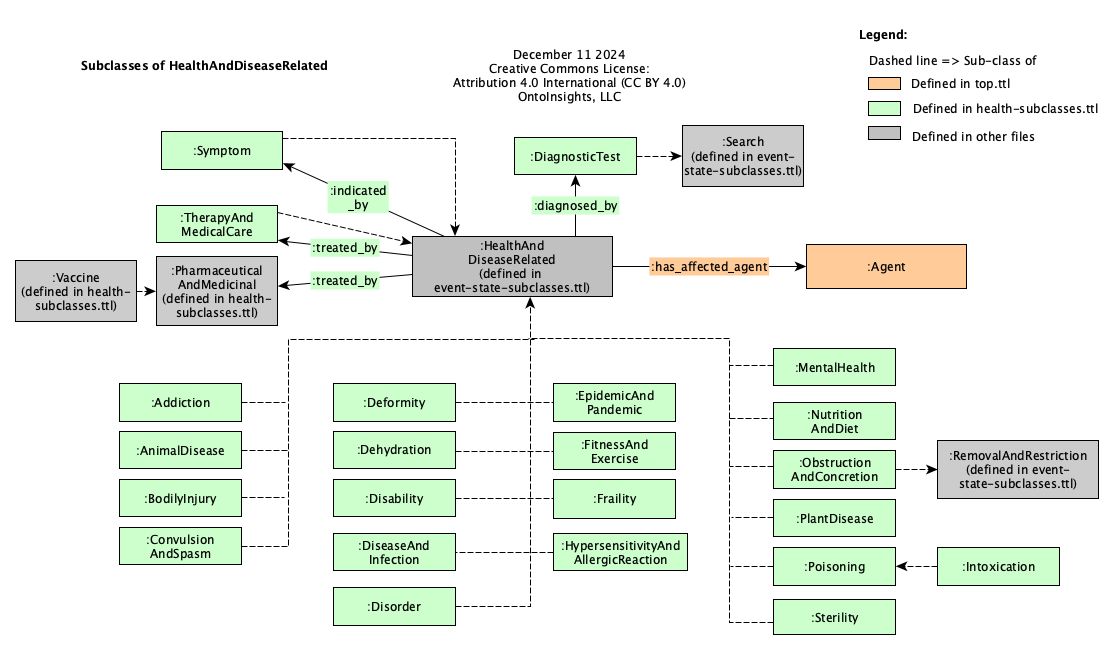 Subclasses of HealthAndDiseaseRelated
December 11 2024
Creative Commons License:
Attribution 4.0 International (CC BY 4.0)
OntoInsights, LLC
Legend:
Dashed line => Sub-class of
Defined in top.ttl
Defined in health-subclasses.ttl
Defined in other files
:Symptom
:DiagnosticTest
:Search
(defined in event-
state-subclasses.ttl)
:indicated
_by
:diagnosed_by
:TherapyAnd
MedicalCare
:treated_by
:HealthAnd
DiseaseRelated
(defined in
event-state-subclasses.ttl)
:has_affected_agent
:Agent
:Vaccine
(defined in health-
subclasses.ttl)
:Pharmaceutical
AndMedicinal
(defined in health-
subclasses.ttl)
:treated_by
:Addiction
:AnimalDisease
:BodilyInjury
:Convulsion
AndSpasm
:Deformity
:Dehydration
:Disability
:DiseaseAnd
Infection
:Disorder
:EpidemicAnd
Pandemic
:FitnessAnd
Exercise
:Fraility
:HypersensitivityAnd
AllergicReaction
:MentalHealth
:Nutrition
AndDiet
:Obstruction
AndConcretion
:RemovalAndRestriction
(defined in event-
state-subclasses.ttl)
:PlantDisease
:Poisoning
:Intoxication
:Sterility